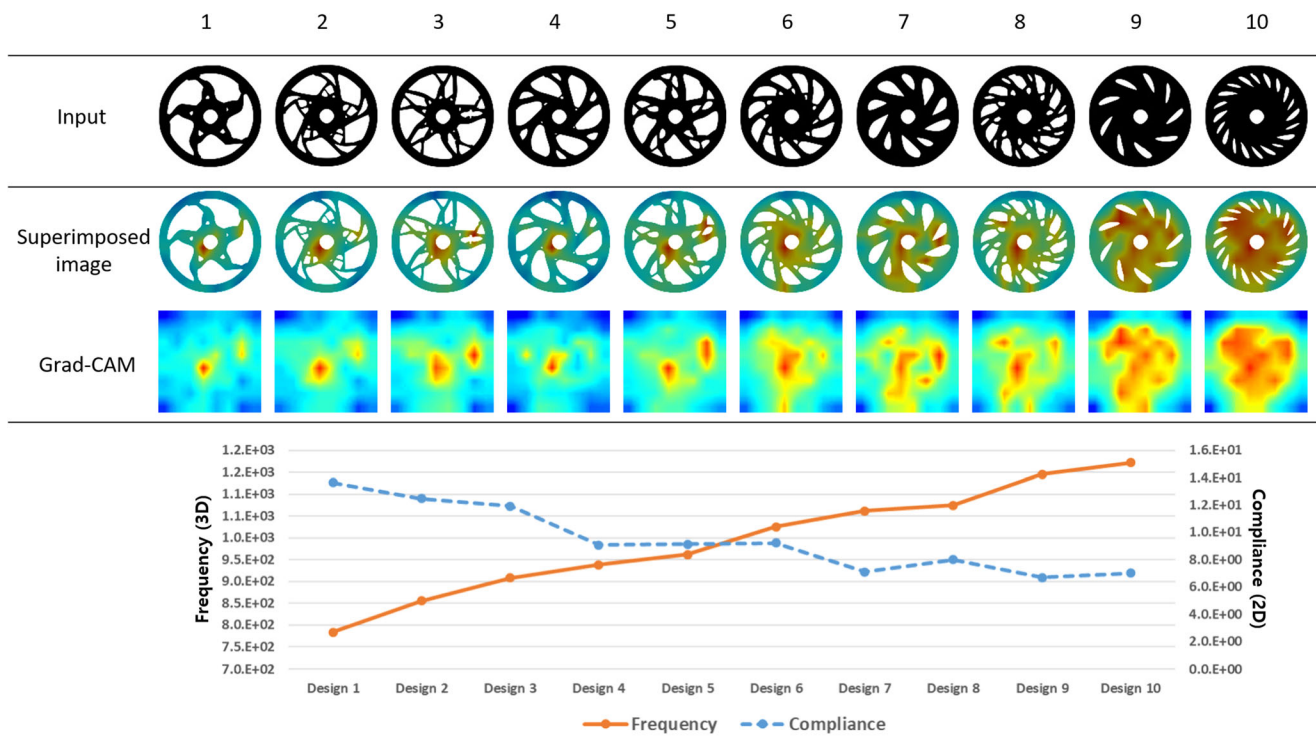 1 2 3 4 5 6 7 8 9 10
Input
Superimposed
image
Grad-CAM
Frequency (3D)
1.2.E+03
1.2.E+03
1.1.E+03
1.1.E+03
1.0.E+03
9.5.E+02
9.0.E+02
8.5.E+02
8.0.E+02
7.5.E+02
7.0.E+02
1.6.E+01
1.4.E+01
1.2.E+01
1.0.E+01
8.0.E+00
6.0.E+00
4.0.E+00
2.0.E+00
0.0.E+00
Compliance (2D)
Design 1 Design 2 Design 3 Design 4 Design 5 Design 6 Design 7 Design 8 Design 9 Design 10
Frequency Compliance